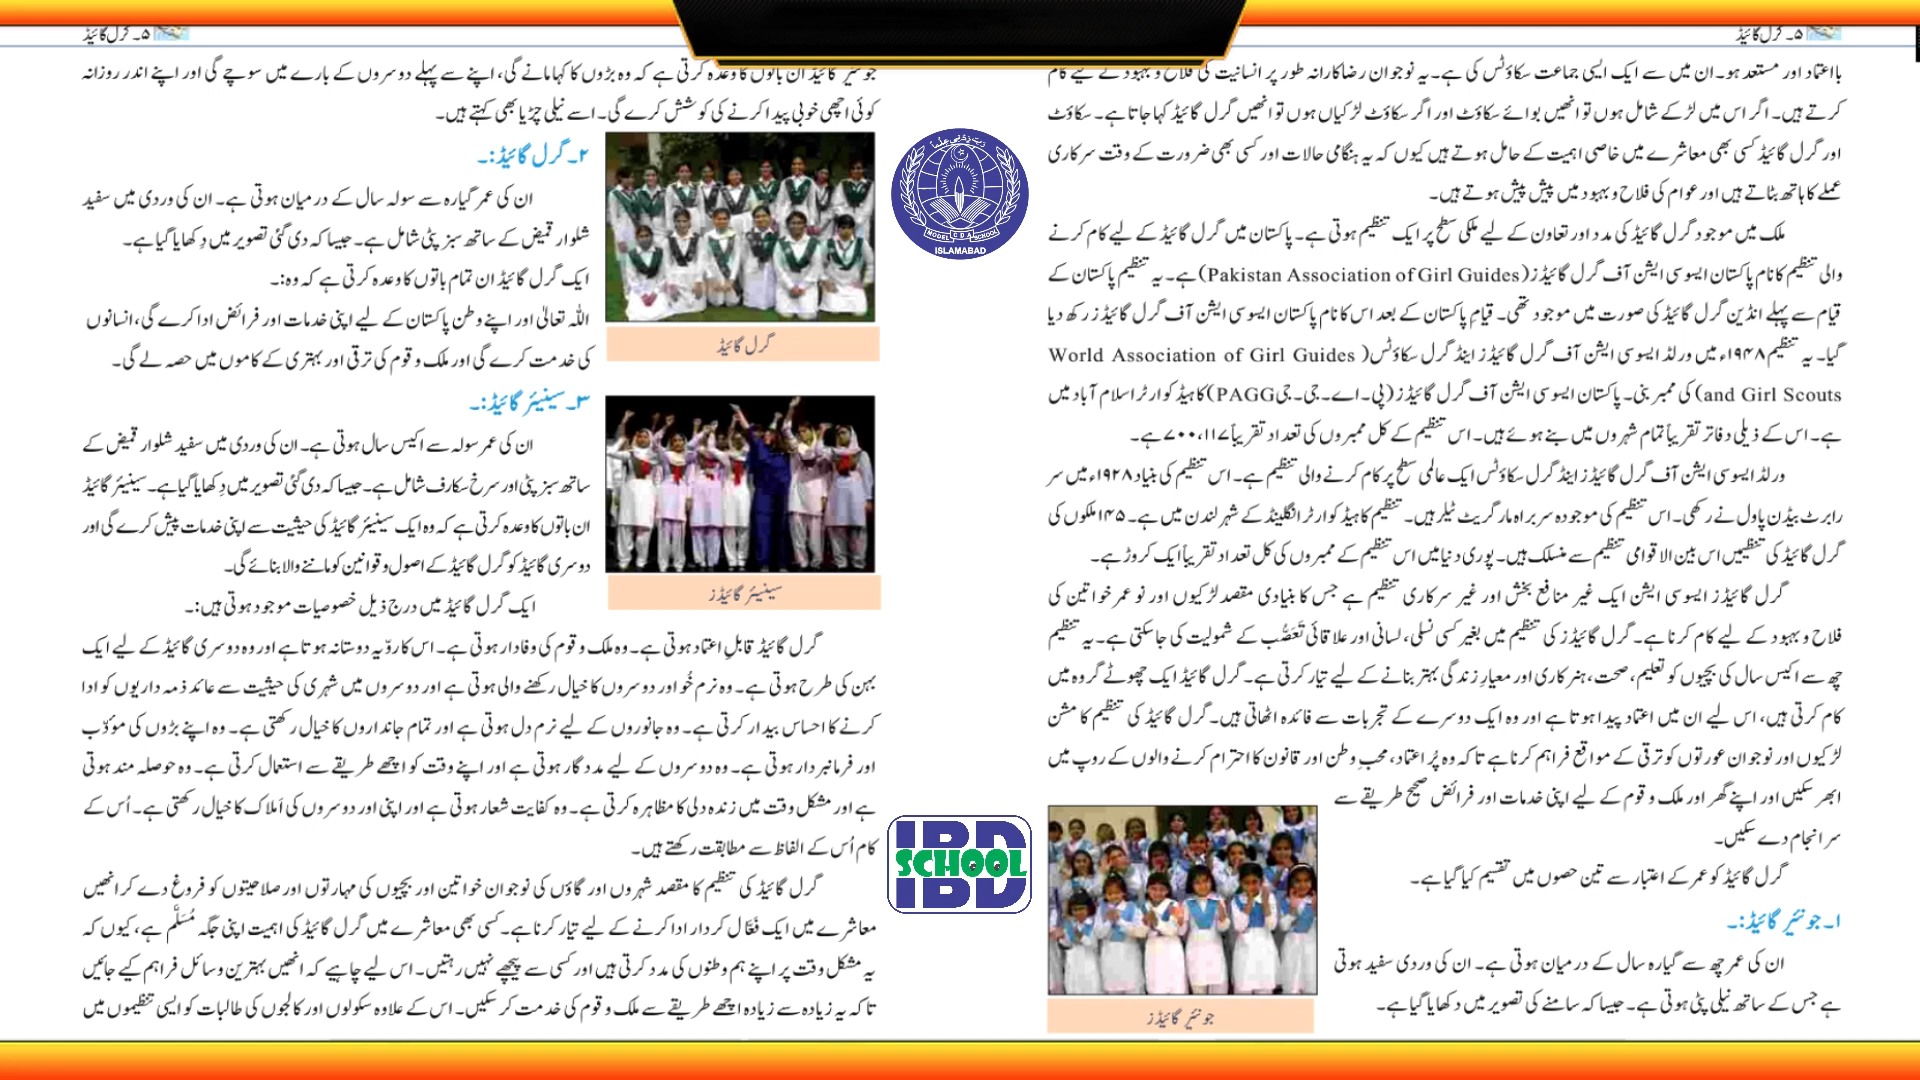 ۵۔ گرل گائیڈ
بااعتماد اور مستعد ہو۔ ان میں سے ایک ایسی جماعت سکاؤٹس کی ہے۔ یہ نوجوان رضاکارانہ طور پر انسانیت کی فلاح و بہبود کے لیے کام
کرتے ہیں۔ اگر اس میں لڑکے شامل ہوں تو انھیں بوائے سکاؤٹ اور اگر سکاؤٹ لڑکیاں ہوں تو انھیں گرل گائیڈ کہا جاتا ہے۔ سکاؤٹ
اور گرل گائیڈ کسی بھی معاشرے میں خاصی اہمیت کے حامل ہوتے ہیں کیوں کہ یہ ہنگامی حالات اور کسی بھی ضرورت کے وقت سرکاری
عملے کا ہاتھ بٹاتے ہیں اور عوام کی فلاح و بہبود میں پیش پیش ہوتے ہیں۔
ملک میں موجود گرل گائیڈ کی مدد اور تعاون کے لیے ملکی سطح پر ایک تنظیم ہوتی ہے۔ پاکستان میں گرل گائیڈ کے لیے کام کرنے
والی تنظیم کا نام پاکستان ایسوسی ایشن آف گرل گائیڈز (Pakistan Association of Girl Guides) ہے۔ یہ تنظیم پاکستان کے
قیام سے پہلے انڈین گرل گائیڈ کی صورت میں موجود تھی۔ قیامِ پاکستان کے بعد اس کا نام پاکستان ایسوسی ایشن آف گرل گائیڈز رکھ دیا
گیا۔ یہ تنظیم ۱۹۴۸ء میں ورلڈ ایسوسی ایشن آف گرل گائیڈز اینڈ گرل سکاؤٹس (World Association of Girl Guides
and Girl Scouts) کی ممبر بنی۔ پاکستان ایسوسی ایشن آف گرل گائیڈز (پی۔اے۔جی۔جی PAGG) کا ہیڈ کوارٹر اسلام آباد میں
ہے۔ اس کے ذیلی دفاتر تقریباً تمام شہروں میں بنے ہوئے ہیں۔ اس تنظیم کے کل ممبروں کی تعداد تقریباً ۷۰۰،۱۱۷ ہے۔
ورلڈ ایسوسی ایشن آف گرل گائیڈز اینڈ گرل سکاؤٹس ایک عالمی سطح پر کام کرنے والی تنظیم ہے۔ اس تنظیم کی بنیاد ۱۹۲۸ء میں سر
رابرٹ بیڈن پاول نے رکھی۔ اس تنظیم کی موجودہ سربراہ مارگریٹ ٹیلر ہیں۔ تنظیم کا ہیڈ کوارٹر انگلینڈ کے شہر لندن میں ہے۔ ۱۴۵ ملکوں کی
گرل گائیڈ کی تنظیمیں اس بین الاقوامی تنظیم سے منسلک ہیں۔ پوری دنیا میں اس تنظیم کے ممبروں کی کل تعداد تقریباً ایک کروڑ ہے۔
گرل گائیڈز ایسوسی ایشن ایک غیر منافع بخش اور غیر سرکاری تنظیم ہے جس کا بنیادی مقصد لڑکیوں اور نوعمر خواتین کی
فلاح و بہبود کے لیے کام کرنا ہے۔ گرل گائیڈز کی تنظیم میں بغیر کسی نسلی، لسانی اور علاقائی تَعَصُّب کے شمولیت کی جاسکتی ہے۔ یہ تنظیم
چھ سے اکیس سال کی بچیوں کو تعلیم، صحت، ہنرکاری اور معیارِ زندگی بہتر بنانے کے لیے تیار کرتی ہے۔ گرل گائیڈ ایک چھوٹے گروہ میں
کام کرتی ہیں، اس لیے ان میں اعتماد پیدا ہوتا ہے اور وہ ایک دوسرے کے تجربات سے فائدہ اٹھاتی ہیں۔ گرل گائیڈ کی تنظیم کا مشن
لڑکیوں اور نوجوان عورتوں کو ترقی کے مواقع فراہم کرنا ہے تاکہ وہ پُر اعتماد، محبِ وطن اور قانون کا احترام کرنے والوں کے روپ میں
ابھر سکیں اور اپنے گھر اور ملک و قوم کے لیے اپنی خدمات اور فرائض صحیح طریقے سے
سرانجام دے سکیں۔
گرل گائیڈ کو عمر کے اعتبار سے تین حصوں میں تقسیم کیا گیا ہے۔
۱۔ جونئیر گائیڈ:۔
ان کی عمر چھ سے گیارہ سال کے درمیان ہوتی ہے۔ ان کی وردی سفید ہوتی
ہے جس کے ساتھ نیلی پٹی ہوتی ہے۔ جیسا کہ سامنے کی تصویر میں دکھایا گیا ہے۔
جونئیر گائیڈز
MODEL C D A SCHOOL
ISLAMABAD
IBD
SCHOOL
IBD
۵۔ گرل گائیڈ
جونئیر گائیڈ ان باتوں کا وعدہ کرتی ہے کہ وہ بڑوں کا کہا مانے گی، اپنے سے پہلے دوسروں کے بارے میں سوچے گی اور اپنے اندر روزانہ
کوئی اچھی خوبی پیدا کرنے کی کوشش کرے گی۔ اسے نیلی چڑیا بھی کہتے ہیں۔
۲۔ گرل گائیڈ:۔
ان کی عمر گیارہ سے سولہ سال کے درمیان ہوتی ہے۔ ان کی وردی میں سفید
شلوار قمیض کے ساتھ سبز پٹی شامل ہے۔ جیسا کہ دی گئی تصویر میں دِکھایا گیا ہے۔
ایک گرل گائیڈ ان تمام باتوں کا وعدہ کرتی ہے کہ وہ:۔
اللہ تعالیٰ اور اپنے وطن پاکستان کے لیے اپنی خدمات اور فرائض ادا کرے گی، انسانوں
کی خدمت کرے گی اور ملک و قوم کی ترقی اور بہتری کے کاموں میں حصہ لے گی۔
گرل گائیڈ
۳۔ سینیئر گائیڈ:۔
ان کی عمر سولہ سے اکیس سال ہوتی ہے۔ ان کی وردی میں سفید شلوار قمیض کے
ساتھ سبز پٹی اور سرخ سکارف شامل ہے۔ جیسا کہ دی گئی تصویر میں دِکھایا گیا ہے۔ سینیئر گائیڈ
ان باتوں کا وعدہ کرتی ہے کہ وہ ایک سینیئر گائیڈ کی حیثیت سے اپنی خدمات پیش کرے گی اور
دوسری گائیڈ کو گرل گائیڈ کے اصول و قوانین کو ماننے والا بنائے گی۔
سینیئر گائیڈز
ایک گرل گائیڈ میں درج ذیل خصوصیات موجود ہوتی ہیں:۔
گرل گائیڈ قابلِ اعتماد ہوتی ہے۔ وہ ملک و قوم کی وفادار ہوتی ہے۔ اس کا روّیہ دوستانہ ہوتا ہے اور وہ دوسری گائیڈ کے لیے ایک
بہن کی طرح ہوتی ہے۔ وہ نرم خُو اور دوسروں کا خیال رکھنے والی ہوتی ہے اور دوسروں میں شہری کی حیثیت سے عائد ذمہ داریوں کو ادا
کرنے کا احساس بیدار کرتی ہے۔ وہ جانوروں کے لیے نرم دل ہوتی ہے اور تمام جانداروں کا خیال رکھتی ہے۔ وہ اپنے بڑوں کی مودّب
اور فرمانبردار ہوتی ہے۔ وہ دوسروں کے لیے مددگار ہوتی ہے اور اپنے وقت کو اچھے طریقے سے استعمال کرتی ہے۔ وہ حوصلہ مند ہوتی
ہے اور مشکل وقت میں زندہ دلی کا مظاہرہ کرتی ہے۔ وہ کفایت شعار ہوتی ہے اور اپنی اور دوسروں کی اَملاک کا خیال رکھتی ہے۔ اُس کے
کام اُس کے الفاظ سے مطابقت رکھتے ہیں۔
گرل گائیڈ کی تنظیم کا مقصد شہروں اور گاؤں کی نوجوان خواتین اور بچیوں کی مہارتوں اور صلاحیتوں کو فروغ دے کر انھیں
معاشرے میں ایک فَعّال کردار ادا کرنے کے لیے تیار کرنا ہے۔ کسی بھی معاشرے میں گرل گائیڈ کی اہمیت اپنی جگہ مُسَلَّم ہے، کیوں کہ
یہ مشکل وقت پر اپنے ہم وطنوں کی مدد کرتی ہیں اور کسی سے پیچھے نہیں رہتیں۔ اس لیے چاہیے کہ انھیں بہترین وسائل فراہم کیے جائیں
تاکہ یہ زیادہ سے زیادہ اچھے طریقے سے ملک و قوم کی خدمت کر سکیں۔ اس کے علاوہ سکولوں اور کالجوں کی طالبات کو ایسی تنظیموں میں